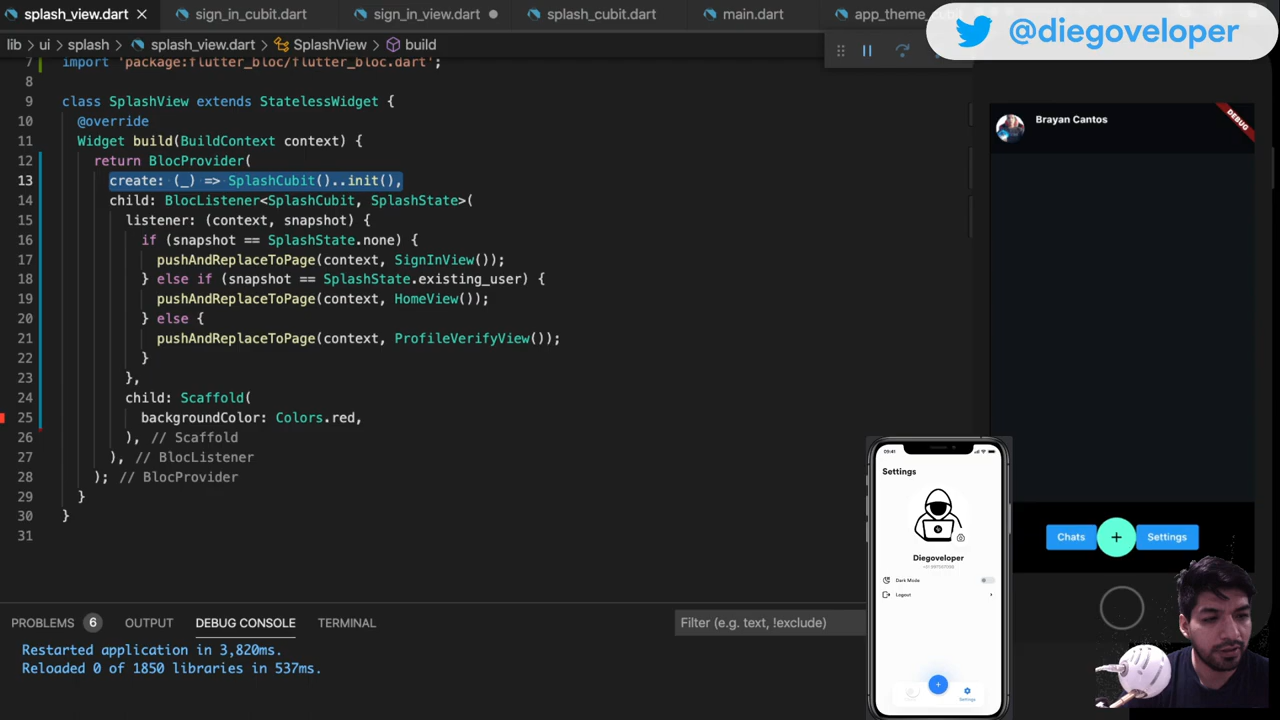 splash_view.dart
sign_in_cubit.dart
sign_in_view.dart
splash_cubit.dart
main.dart
@diegoveloper
lib > ui > splash > splash_view.dart > SplashView > build
7 import 'package:flutter_bloc/flutter_bloc.dart';
8
9 class SplashView extends StatelessWidget {
10 @override
11 Widget build(BuildContext context) {
12 return BlocProvider(
13 create: (_) => SplashCubit()..init(),
14 child: BlocListener<SplashCubit, SplashState>(
15 listener: (context, snapshot) {
16 if (snapshot == SplashState.none) {
17 pushAndReplaceToPage(context, SignInView());
18 } else if (snapshot == SplashState.existing_user) {
19 pushAndReplaceToPage(context, HomeView());
20 } else {
21 pushAndReplaceToPage(context, ProfileVerifyView());
22 }
23 },
24 child: Scaffold(
25 backgroundColor: Colors.red,
26 ), // Scaffold
27 ), // BlocListener
28 ); // BlocProvider
29 }
30 }
31
Brayan Cantos
DEBUG
Chats
+
Settings
09:41
Settings
Diegoveloper
Dark Mode
Logout
+
Settings
PROBLEMS 6 OUTPUT DEBUG CONSOLE TERMINAL
Filter (e.g. text, !exclude)
Restarted application in 3,820ms.
Reloaded 0 of 1850 libraries in 537ms.